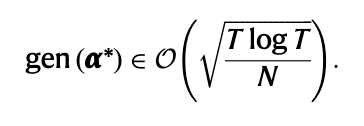 gen (α*) ∈ 𝒪(√(T log T / N)).